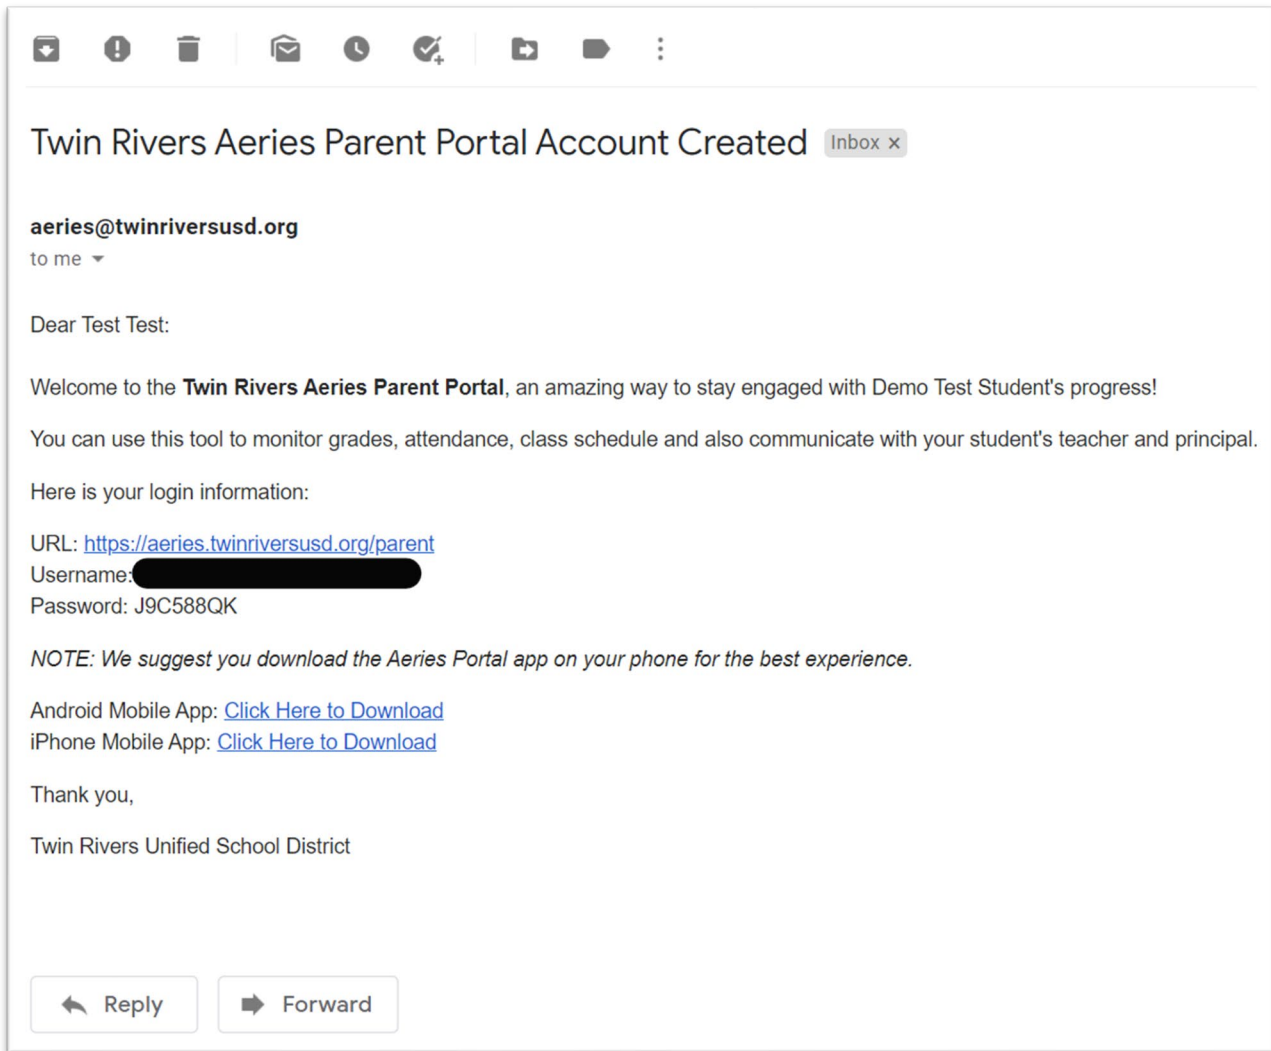 Twin Rivers Aeries Parent Portal Account Created Inbox x
aeries@twinriversusd.org
to me
Dear Test Test:
Welcome to the Twin Rivers Aeries Parent Portal, an amazing way to stay engaged with Demo Test Student's progress!
You can use this tool to monitor grades, attendance, class schedule and also communicate with your student's teacher and principal.
Here is your login information:
URL: https://aeries.twinriversusd.org/parent
Username:
Password: J9C588QK
NOTE: We suggest you download the Aeries Portal app on your phone for the best experience.
Android Mobile App: Click Here to Download
iPhone Mobile App: Click Here to Download
Thank you,
Twin Rivers Unified School District
Reply Forward